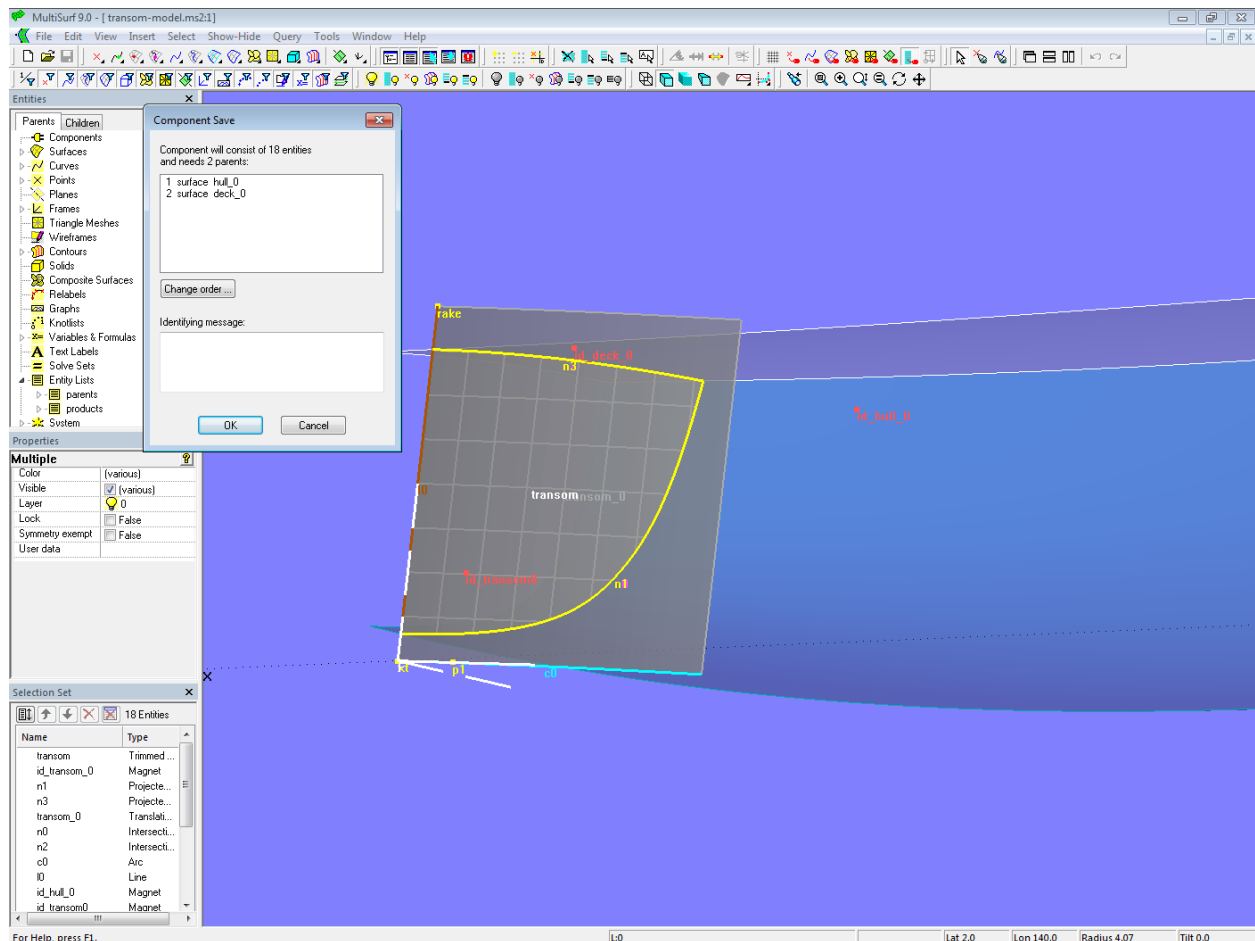 MultiSurf 9.0 - [ transom-model.ms2:1]
File Edit View Insert Select Show-Hide Query Tools Window Help
Entities
Parents Children
Components
Surfaces
Curves
Points
Planes
Frames
Triangle Meshes
Wireframes
Contours
Solids
Composite Surfaces
Relabels
Graphs
Knotlists
Variables & Formulas
Text Labels
Solve Sets
Entity Lists
parents
products
System
Component Save
Component will consist of 18 entities
and needs 2 parents:
1 surface hull_0
2 surface deck_0
Change order ...
Identifying message:
OK Cancel
Properties
Multiple
Color (various)
Visible (various)
Layer 0
Lock False
Symmetry exempt False
User data
Selection Set
18 Entities
Name Type
transom Trimmed ...
id_transom_0 Magnet
n1 Projecte...
n3 Projecte...
transom_0 Translati...
n0 Intersecti...
n2 Intersecti...
c0 Arc
l0 Line
id_hull_0 Magnet
id_transom0 Magnet
rake
id_deck_0
n3
id_hull_0
l0
transom
nsom_0
id_transom0
n1
p1
c0
X
For Help, press F1.
L:0
Lat 2.0 Lon 140.0 Radius 4.07 Tilt 0.0